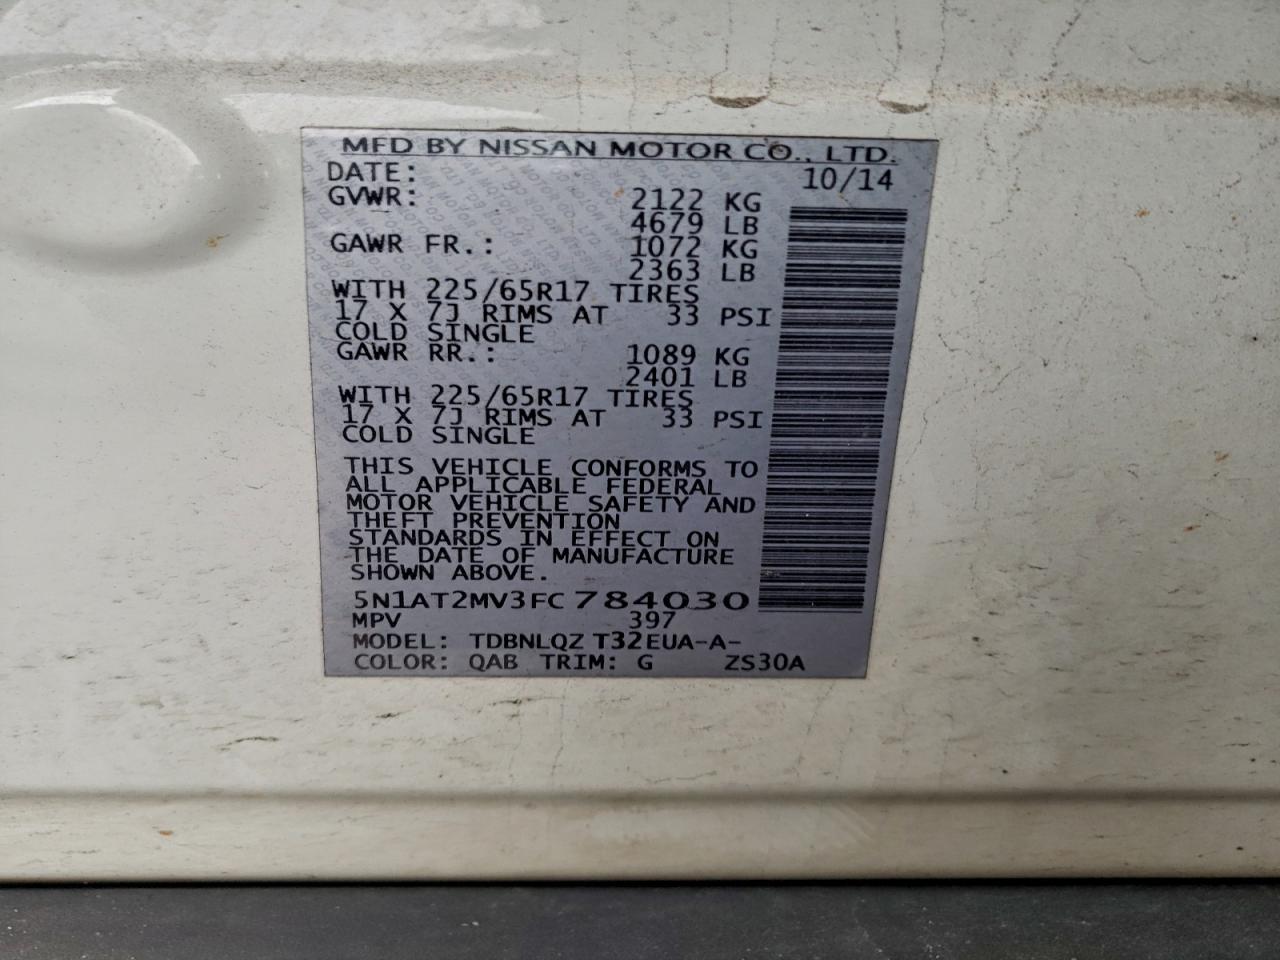 MFD BY NISSAN MOTOR CO., LTD.
DATE: 10/14
GVWR: 2122 KG
4679 LB
GAWR FR.: 1072 KG
2363 LB
WITH 225/65R17 TIRES
17 X 7J RIMS AT 33 PSI
COLD SINGLE
GAWR RR.: 1089 KG
2401 LB
WITH 225/65R17 TIRES
17 X 7J RIMS AT 33 PSI
COLD SINGLE
THIS VEHICLE CONFORMS TO
ALL APPLICABLE FEDERAL
MOTOR VEHICLE SAFETY AND
THEFT PREVENTION
STANDARDS IN EFFECT ON
THE DATE OF MANUFACTURE
SHOWN ABOVE.
5N1AT2MV3FC784030
MPV 397
MODEL: TDBNLQZ T32EUA-A-
COLOR: QAB TRIM: G ZS30A